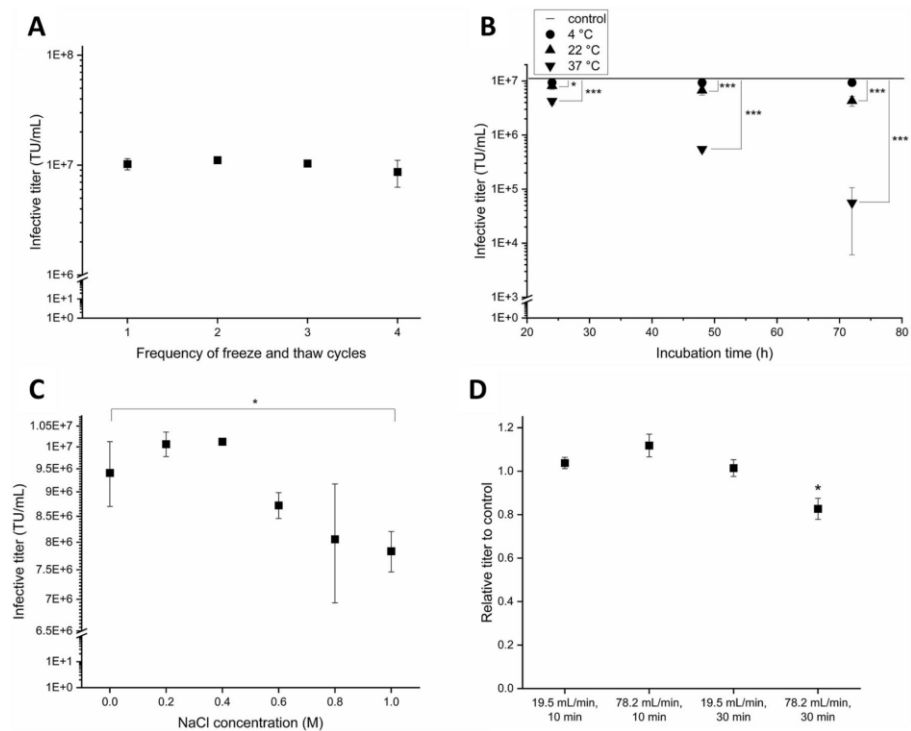 A
1E+8
1E+7
1E+6
1E+1
1E+0
Infective titer (TU/mL)
1 2 3 4
Frequency of freeze and thaw cycles
B
control
4 °C
22 °C
37 °C
1E+7
1E+6
1E+5
1E+4
1E+3
1E+0
Infective titer (TU/mL)
*
***
***
***
***
***
20 30 40 50 60 70 80
Incubation time (h)
C
*
1.05E+7
1E+7
9.5E+6
9E+6
8.5E+6
8E+6
7.5E+6
7E+6
6.5E+6
1E+1
1E+0
Infective titer (TU/mL)
0.0 0.2 0.4 0.6 0.8 1.0
NaCl concentration (M)
D
1.2
1.0
0.8
0.6
0.4
0.2
0.0
Relative titer to control
*
19.5 mL/min, 78.2 mL/min, 19.5 mL/min, 78.2 mL/min,
10 min 10 min 30 min 30 min